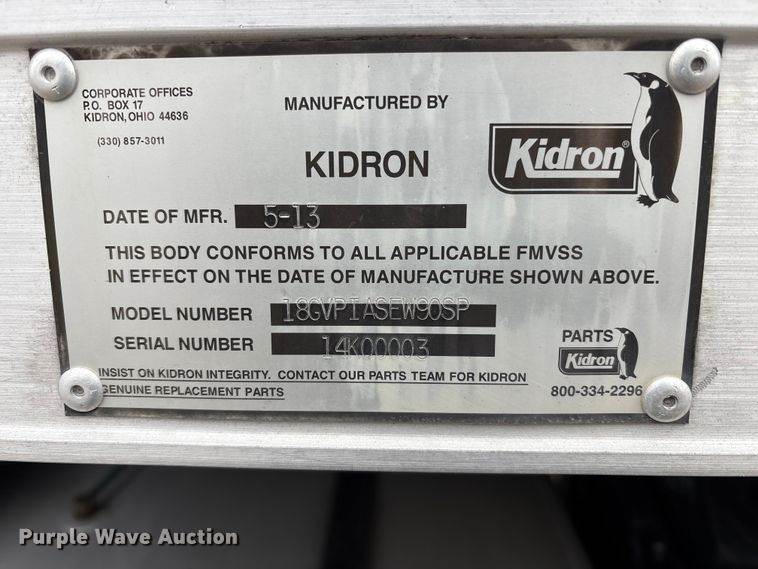 CORPORATE OFFICES
P.O. BOX 17
KIDRON, OHIO 44636
(330) 857-3011
MANUFACTURED BY
KIDRON
Kidron®
DATE OF MFR. 5-13
THIS BODY CONFORMS TO ALL APPLICABLE FMVSS
IN EFFECT ON THE DATE OF MANUFACTURE SHOWN ABOVE.
MODEL NUMBER 18GVPIASEW90SP
SERIAL NUMBER 14K00003
PARTS
Kidron
800-334-2296
INSIST ON KIDRON INTEGRITY. CONTACT OUR PARTS TEAM FOR KIDRON
GENUINE REPLACEMENT PARTS
Purple Wave Auction